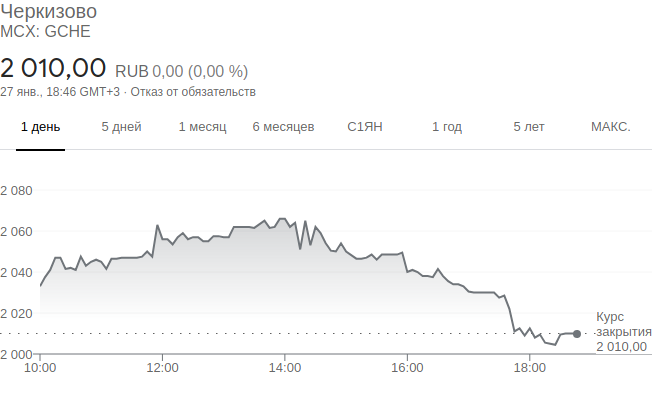 Черкизово
MCX: GCHE
2 010,00 RUB 0,00 (0,00 %)
27 янв., 18:46 GMT+3 · Отказ от обязательств
1 день 5 дней 1 месяц 6 месяцев С1ЯН 1 год 5 лет МАКС.
2 080
2 060
2 040
2 020
Курс
закрытия
2 010,00
2 000
10:00 12:00 14:00 16:00 18:00